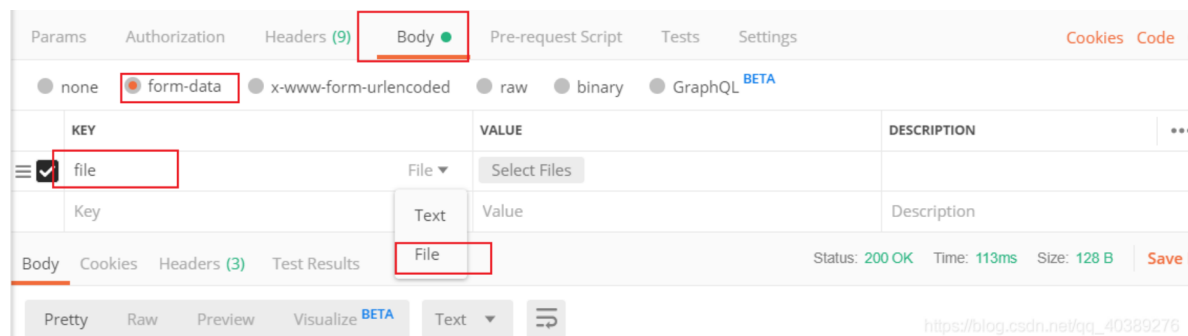 Params Authorization Headers (9) Body Pre-request Script Tests Settings Cookies Code
none form-data x-www-form-urlencoded raw binary GraphQL BETA
KEY VALUE DESCRIPTION
file File Select Files
Key Text Value Description
File
Body Cookies Headers (3) Test Results Status: 200 OK Time: 113ms Size: 128 B Save
Pretty Raw Preview Visualize BETA Text
https://blog.csdn.net/qq_40389276